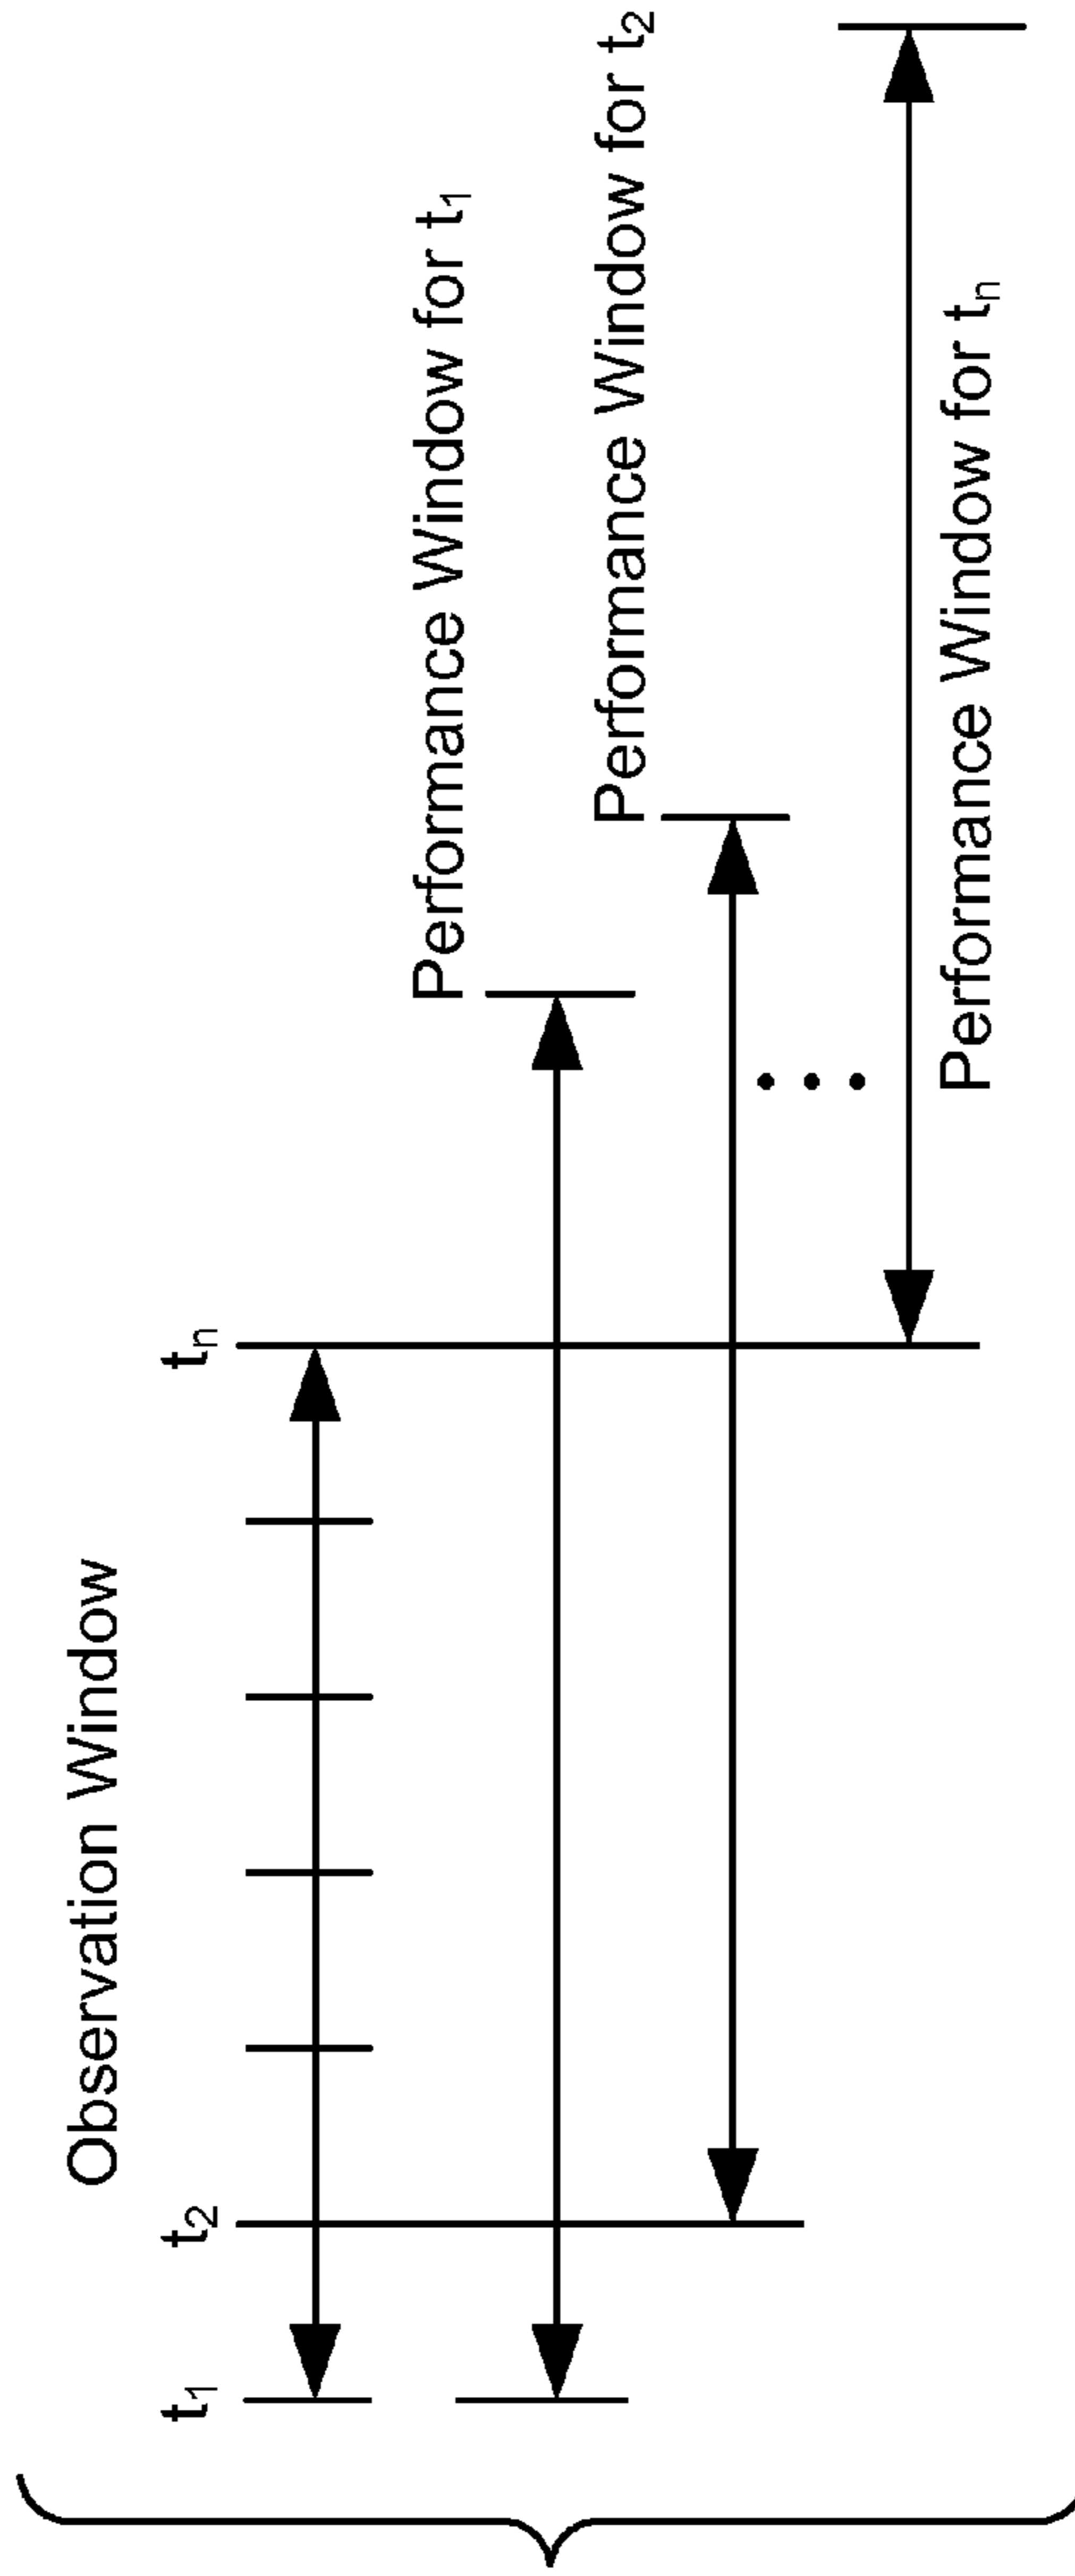 Observation Window
t₁
t₂
tₙ
Performance Window for t₁
Performance Window for t₂
. . .
Performance Window for tₙ